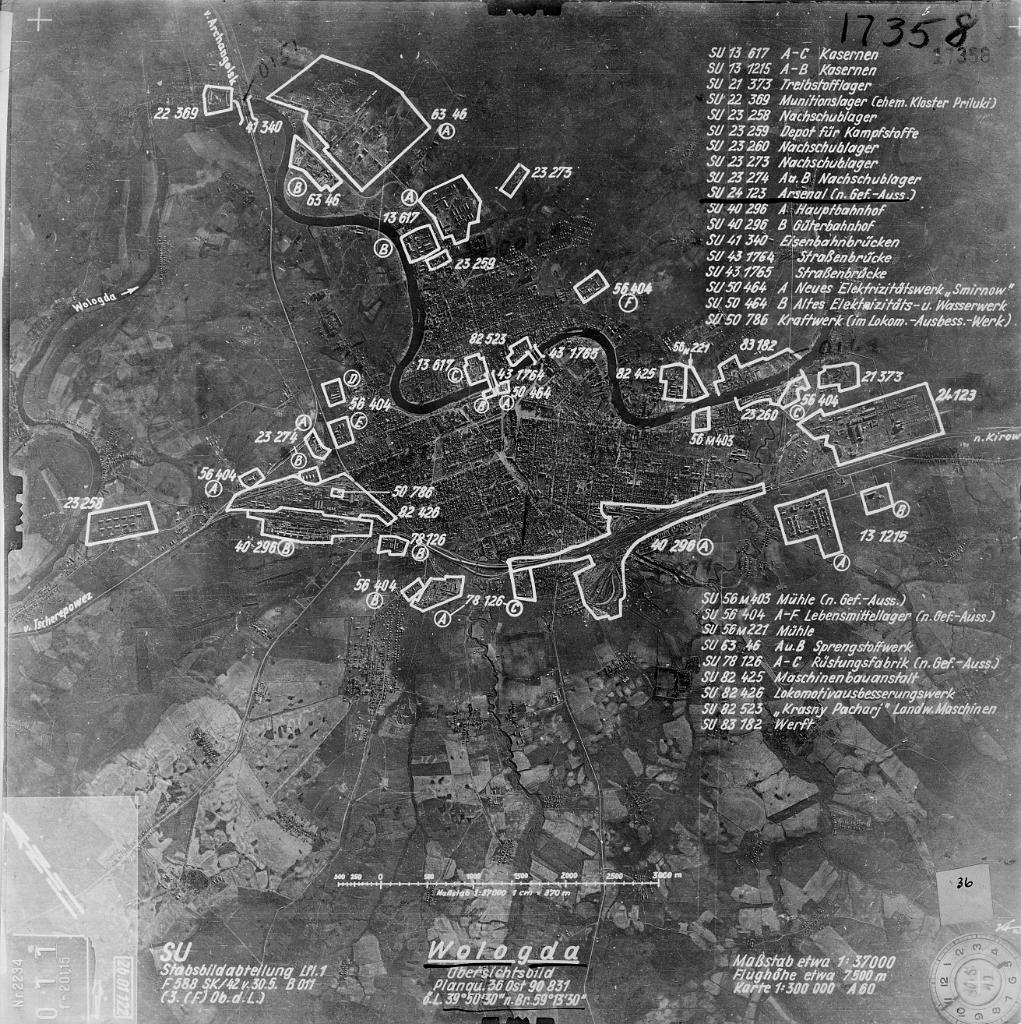 17358
17358
SU 13 617 A-C Kasernen
SU 13 1215 A-B Kasernen
SU 21 373 Treibstofflager
SU 22 369 Munitionslager (ehem. Kloster Priluki)
SU 23 258 Nachschublager
SU 23 259 Depot für Kampfstoffe
SU 23 260 Nachschublager
SU 23 273 Nachschublager
SU 23 274 Au.B Nachschublager
SU 24 123 Arsenal (n. Gef.-Auss.)
SU 40 296 A Hauptbahnhof
SU 40 296 B Güterbahnhof
SU 41 340 Eisenbahnbrücken
SU 43 1764 Straßenbrücke
SU 43 1765 Straßenbrücke
SU 50 464 A Neues Elektrizitätswerk „Smirnow"
SU 50 464 B Altes Elektrizitäts- u. Wasserwerk
SU 50 786 Kraftwerk (im Lokom.-Ausbess.-Werk)
v. Archangelsk
22 369
41 340
63 46
A
B
63 46
23 273
A
13 617
B
23 259
56 404
F
Wologda
82 523
43 1765
13 617
C
43 1764
B
A
50 464
56 M 221
83 182
82 425
21 373
56 404
C
23 260
24 123
56 M 403
n. Kirow
D
56 404
E
A
23 274
B
56 404
A
23 258
50 786
82 426
40 296 B
78 126
B
40 296 A
B
13 1215
A
56 404
B
78 126
A
C
v. Tscherepowez
SU 56 M 403 Mühle (n. Gef.-Auss.)
SU 56 404 A-F Lebensmittellager (n. Gef.-Auss.)
SU 56 M 221 Mühle
SU 63 46 Au.B Sprengstoffwerk
SU 78 126 A-C Rüstungsfabrik (n. Gef.-Auss.)
SU 82 425 Maschinenbauanstalt
SU 82 426 Lokomotivausbesserungswerk
SU 82 523 „Krasny Pacharj" Landw. Maschinen
SU 83 182 Werft
500 250 0 500 1000 1500 2000 2500 3000 m
Maßstab 1:37000 1 cm = 370 m
36
SU
Stabsbildabteilung Lfl.1
F 588 SK/42 v. 30.5. B 011
(3. (F) Ob. d. L.)
Wologda
Übersichtsbild
Planqu. 36 Ost 90 831
ö.L. 39°50'30" n.Br. 59°13'30"
Maßstab etwa 1:37000
Flughöhe etwa 7500 m
Karte 1:300 000 A 60
Nr 2234